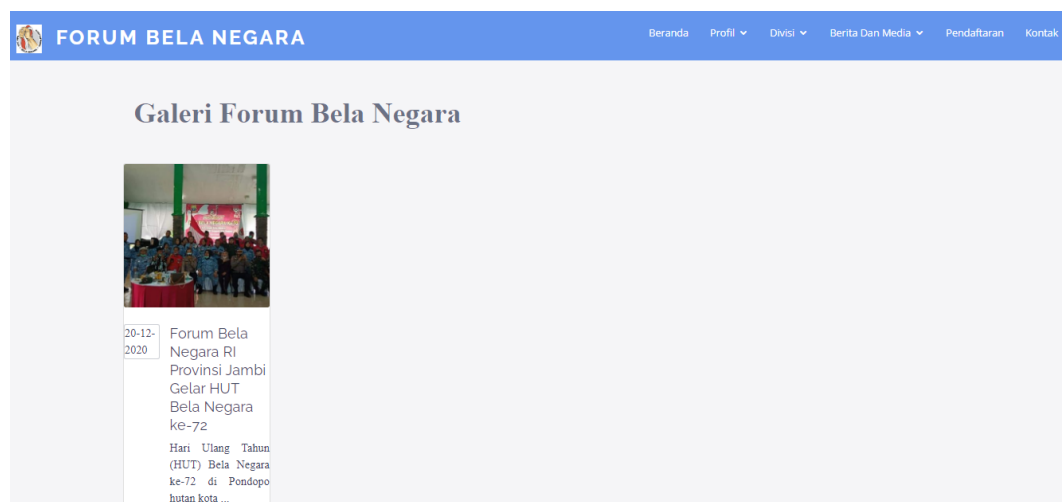 FORUM BELA NEGARA
Beranda Profil Divisi Berita Dan Media Pendaftaran Kontak
Galeri Forum Bela Negara
20-12-
2020
Forum Bela
Negara RI
Provinsi Jambi
Gelar HUT
Bela Negara
ke-72
Hari Ulang Tahun
(HUT) Bela Negara
ke-72 di Pondopo
hutan kota ...